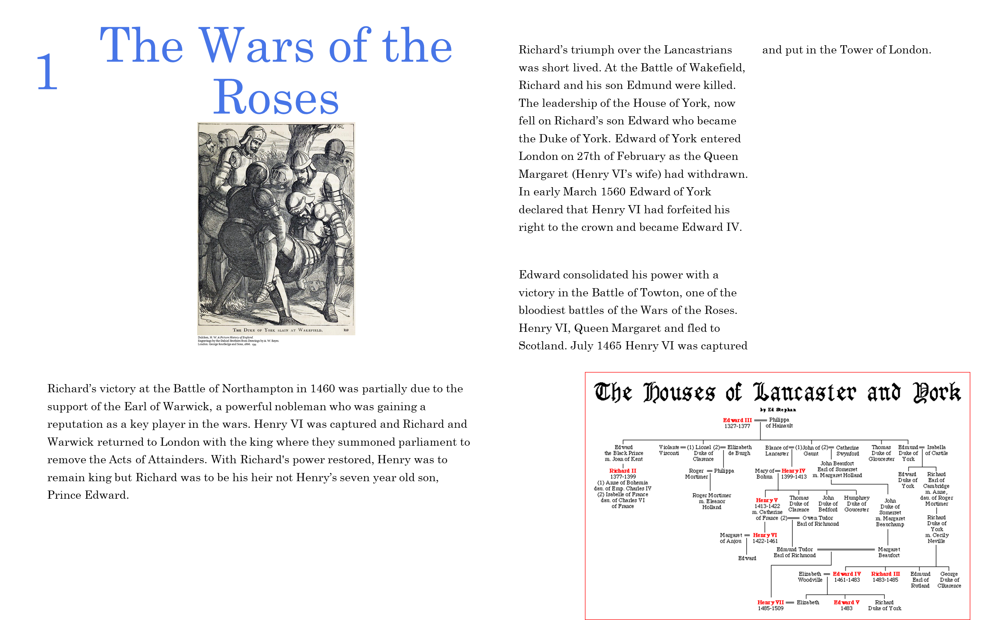 1
The Wars of the
Roses
THE DUKE OF YORK SLAIN AT WAKEFIELD.
159
Dulcken, H. W. A Picture History of England.
Engravings by the Dalziel Brothers from Drawings by A. W. Bayes.
London: George Routledge and Sons, 1866. 159.
Richard’s victory at the Battle of Northampton in 1460 was partially due to the
support of the Earl of Warwick, a powerful nobleman who was gaining a
reputation as a key player in the wars. Henry VI was captured and Richard and
Warwick returned to London with the king where they summoned parliament to
remove the Acts of Attainders. With Richard's power restored, Henry was to
remain king but Richard was to be his heir not Henry’s seven year old son,
Prince Edward.
Richard’s triumph over the Lancastrians
was short lived. At the Battle of Wakefield,
Richard and his son Edmund were killed.
The leadership of the House of York, now
fell on Richard’s son Edward who became
the Duke of York. Edward of York entered
London on 27th of February as the Queen
Margaret (Henry VI’s wife) had withdrawn.
In early March 1560 Edward of York
declared that Henry VI had forfeited his
right to the crown and became Edward IV.
Edward consolidated his power with a
victory in the Battle of Towton, one of the
bloodiest battles of the Wars of the Roses.
Henry VI, Queen Margaret and fled to
Scotland. July 1465 Henry VI was captured
and put in the Tower of London.
The Houses of Lancaster and York
by Ed Stephan
Edward III
1327-1377
Philippa
of Hainault
Edward
the Black Prince
m. Joan of Kent
Violante
Visconti
(1) Lionel (2)
Duke of
Clarence
Ellizabeth
de Burgh
Blance of
Lancaster
(1) John of (2)
Gaunt
Catherine
Swynford
Thomas
Duke of
Gloucester
Edmund
Duke of
York
Isabella
of Castile
Richard II
1377-1399
(1) Anne of Bohemia
dau. of Emp. Charles IV
(2) Isabelle of France
dau. of Charles VI
of France
Roger
Mortimer
Philippa
Mary of
Bohun
Henry IV
1399-1413
John Beaufort
Earl of Somerset
m. Margaret Holland
Edward
Duke of
York
Richard
Earl of
Cambridge
m. Anne,
dau. of Roger
Mortimer
Roger Mortimer
m. Eleanor
Holland
Henry V
1413-1422
m. Catherine
of France (2)
Thomas
Duke of
Clarence
John
Duke of
Bedford
Humphrey
Duke of
Goucester
John
Duke of
Somerset
m. Margaret
Beauchamp
Owen Tudor
Earl of Richmond
Richard
Duke of
York
m. Cecily
Neville
Margaret
of Anjou
Henry VI
1422-1461
Edward
Edmund Tudor
Earl of Richmond
Margaret
Beaufort
Elizabeth
Woodville
Edward IV
1461-1483
Richard III
1483-1485
Edmund
Earl of
Rutland
George
Duke of
Clkarence
Henry VII
1485-1509
Elizabeth
Edward V
1483
Richard
Duke of York